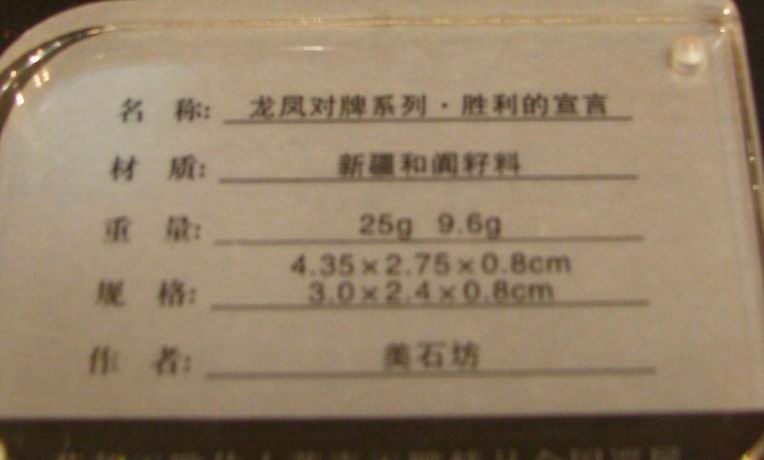 名 称: 龙凤对牌系列·胜利的宣言
材 质: 新疆和阗籽料
重 量: 25g 9.6g
4.35×2.75×0.8cm
规 格: 3.0×2.4×0.8cm
作 者: 美石坊